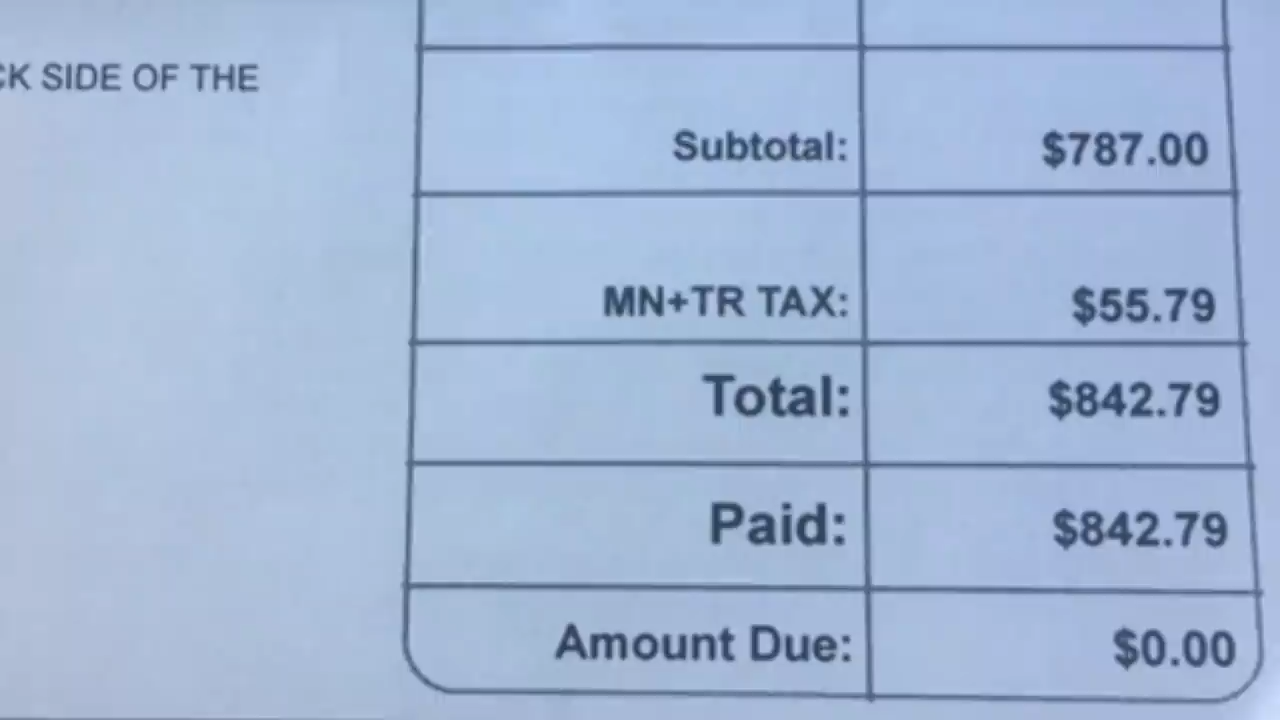 CK SIDE OF THE
Subtotal: $787.00
MN+TR TAX: $55.79
Total: $842.79
Paid: $842.79
Amount Due: $0.00